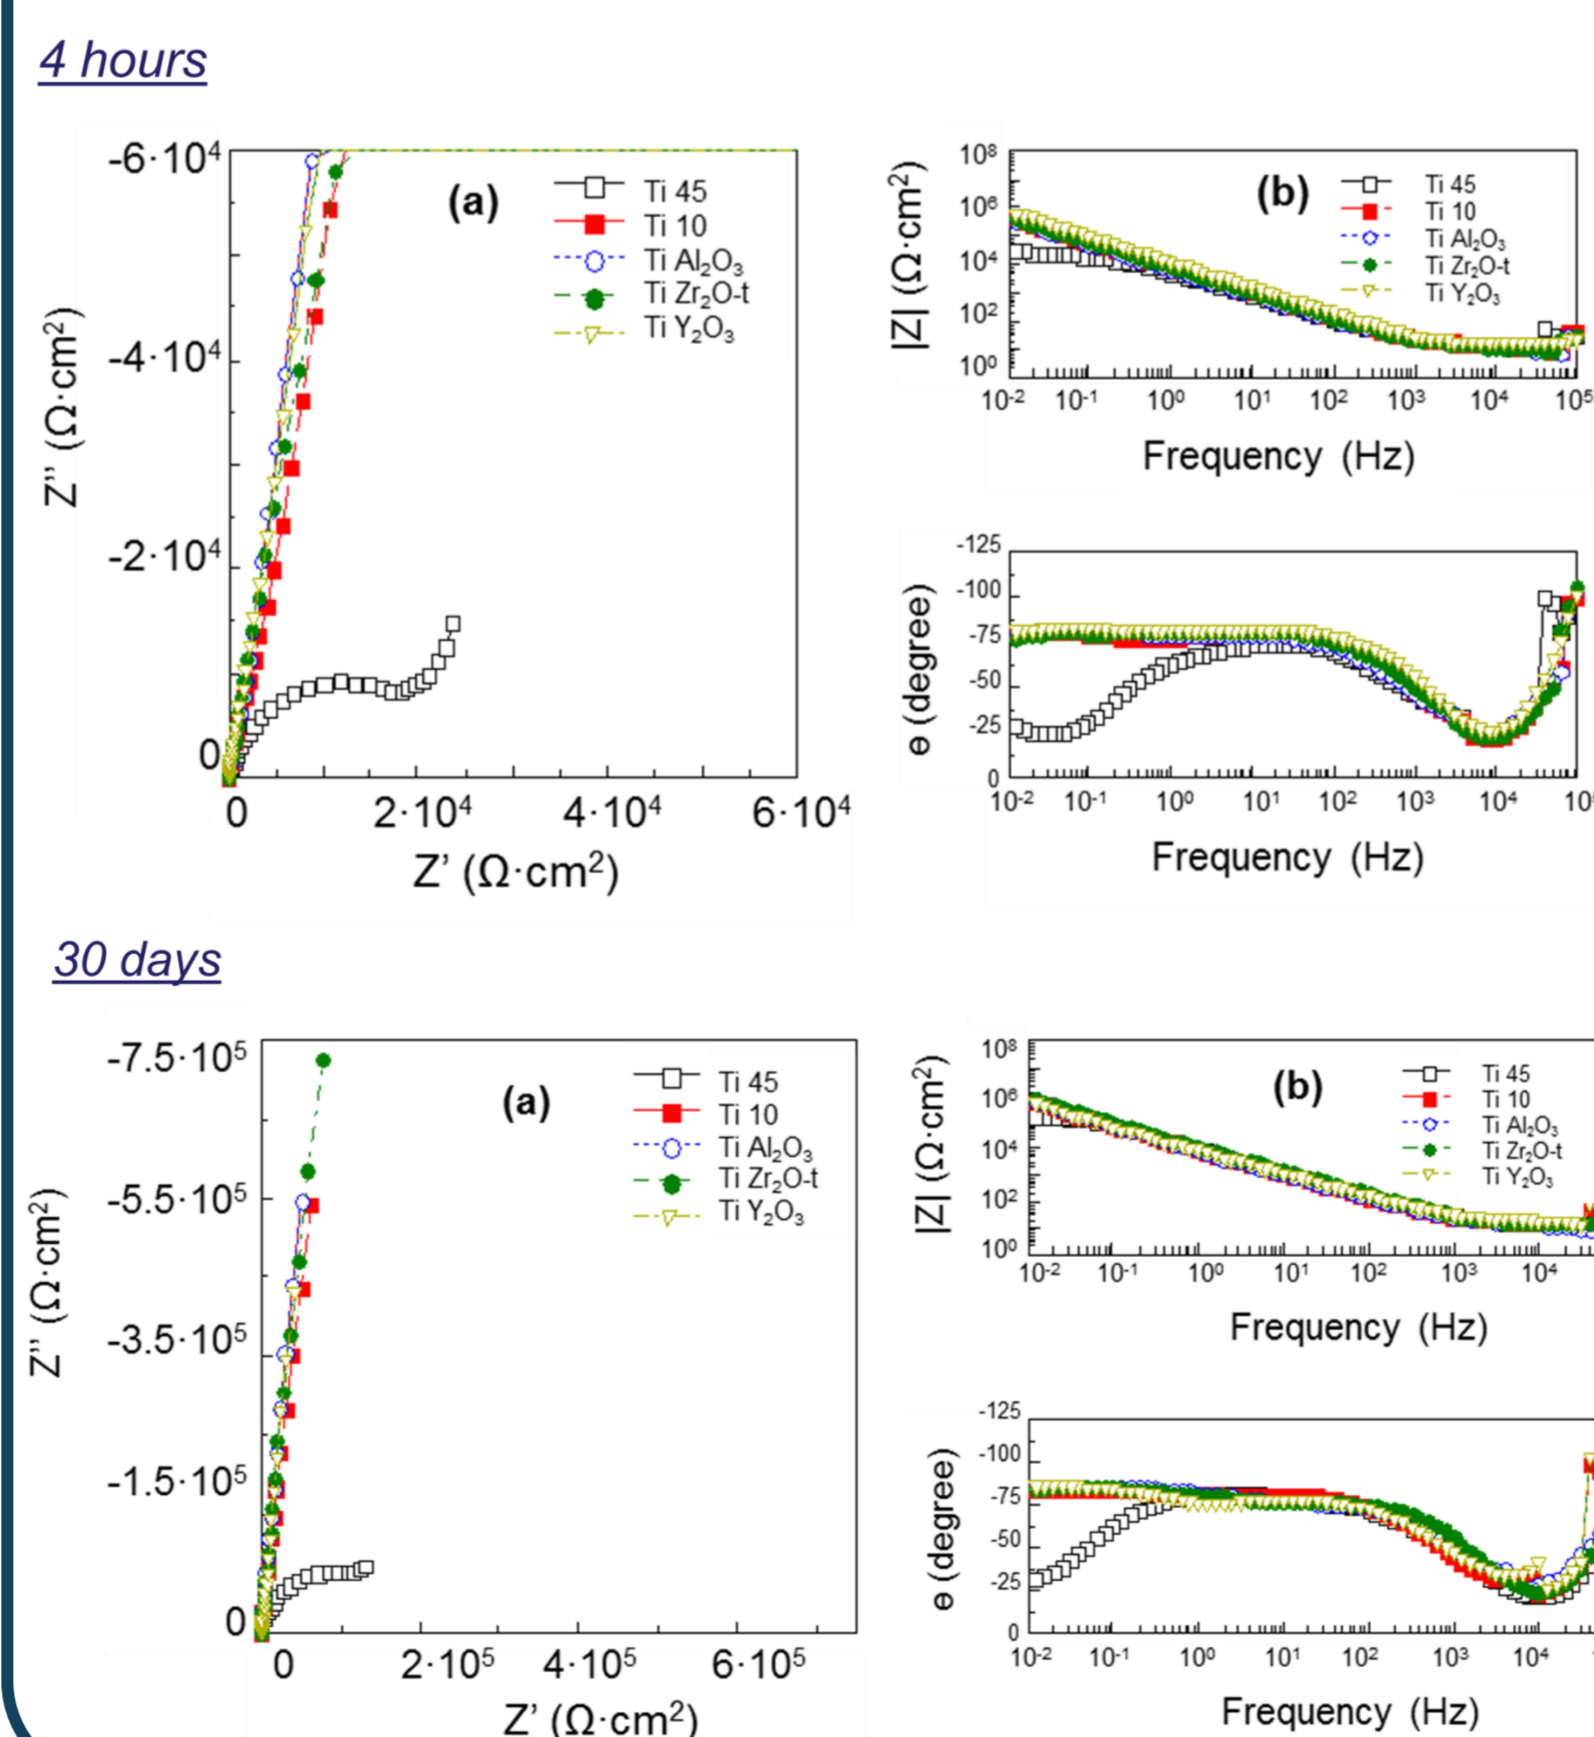 4 hours
-6·10⁴
-4·10⁴
-2·10⁴
0
Z’’ (Ω·cm²)
(a)
Ti 45
Ti 10
Ti Al₂O₃
Ti Zr₂O-t
Ti Y₂O₃
0 2·10⁴ 4·10⁴ 6·10⁴
Z’ (Ω·cm²)
10⁸
10⁶
10⁴
10²
10⁰
|Z| (Ω·cm²)
(b)
Ti 45
Ti 10
Ti Al₂O₃
Ti Zr₂O-t
Ti Y₂O₃
10⁻² 10⁻¹ 10⁰ 10¹ 10² 10³ 10⁴ 10⁵
Frequency (Hz)
-125
-100
-75
-50
-25
0
ɵ (degree)
10⁻² 10⁻¹ 10⁰ 10¹ 10² 10³ 10⁴
Frequency (Hz)
30 days
-7.5·10⁵
-5.5·10⁵
-3.5·10⁵
-1.5·10⁵
0
Z’’ (Ω·cm²)
(a)
Ti 45
Ti 10
Ti Al₂O₃
Ti Zr₂O-t
Ti Y₂O₃
0 2·10⁵ 4·10⁵ 6·10⁵
Z’ (Ω·cm²)
10⁸
10⁶
10⁴
10²
10⁰
|Z| (Ω·cm²)
(b)
Ti 45
Ti 10
Ti Al₂O₃
Ti Zr₂O-t
Ti Y₂O₃
10⁻² 10⁻¹ 10⁰ 10¹ 10² 10³ 10⁴
Frequency (Hz)
-125
-100
-75
-50
-25
0
ɵ (degree)
10⁻² 10⁻¹ 10⁰ 10¹ 10² 10³ 10⁴
Frequency (Hz)